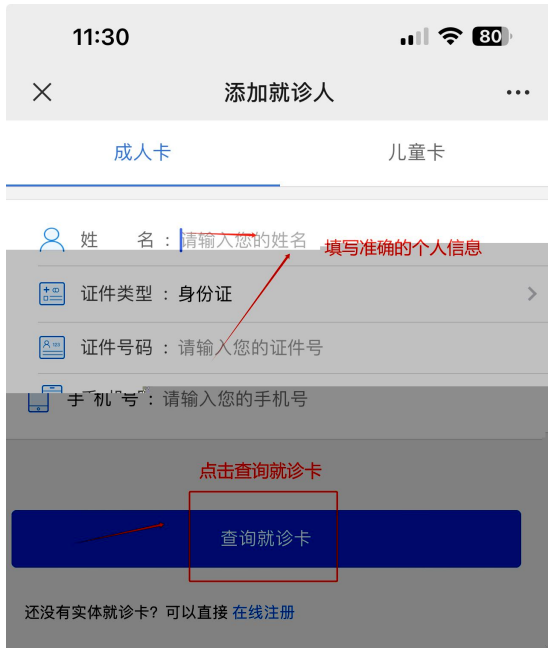 11:30 80
添加就诊人
成人卡 儿童卡
姓 名 : 请输入您的姓名 填写准确的个人信息
证件类型 : 身份证
证件号码 : 请输入您的证件号
手机号 : 请输入您的手机号
点击查询就诊卡
查询就诊卡
还没有实体就诊卡? 可以直接 在线注册